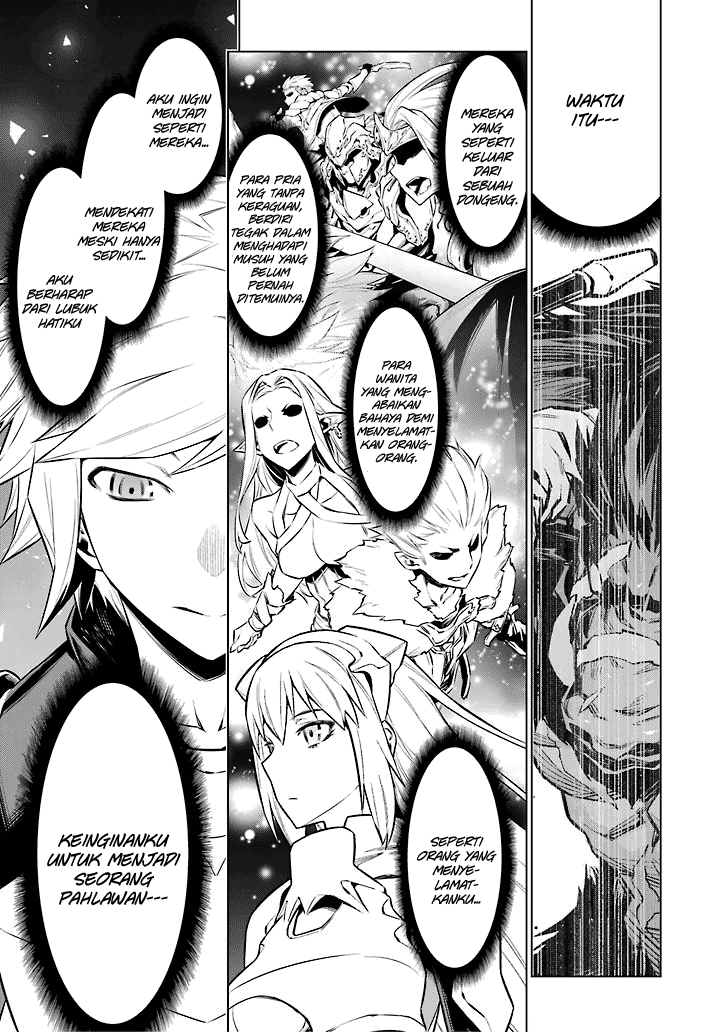 WAKTU
ITU---
MEREKA
YANG
SEPERTI
KELUAR
DARI
SEBUAH
DONGENG.
PARA PRIA
YANG TANPA
KERAGUAN,
BERDIRI
TEGAK DALAM
MENGHADAPI
MUSUH YANG
BELUM
PERNAH
DITEMUINYA.
PARA
WANITA
YANG MENG-
ABAIKAN
BAHAYA DEMI
MENYELAMAT-
KAN ORANG-
ORANG.
SEPERTI
ORANG YANG
MENYE-
LAMAT-
KANKU...
AKU INGIN
MENJADI
SEPERTI
MEREKA...
MENDEKATI
MEREKA
MESKI HANYA
SEDIKIT...
AKU
BERHARAP
DARI LUBUK
HATIKU
KEINGINANKU
UNTUK MENJADI
SEORANG
PAHLAWAN---